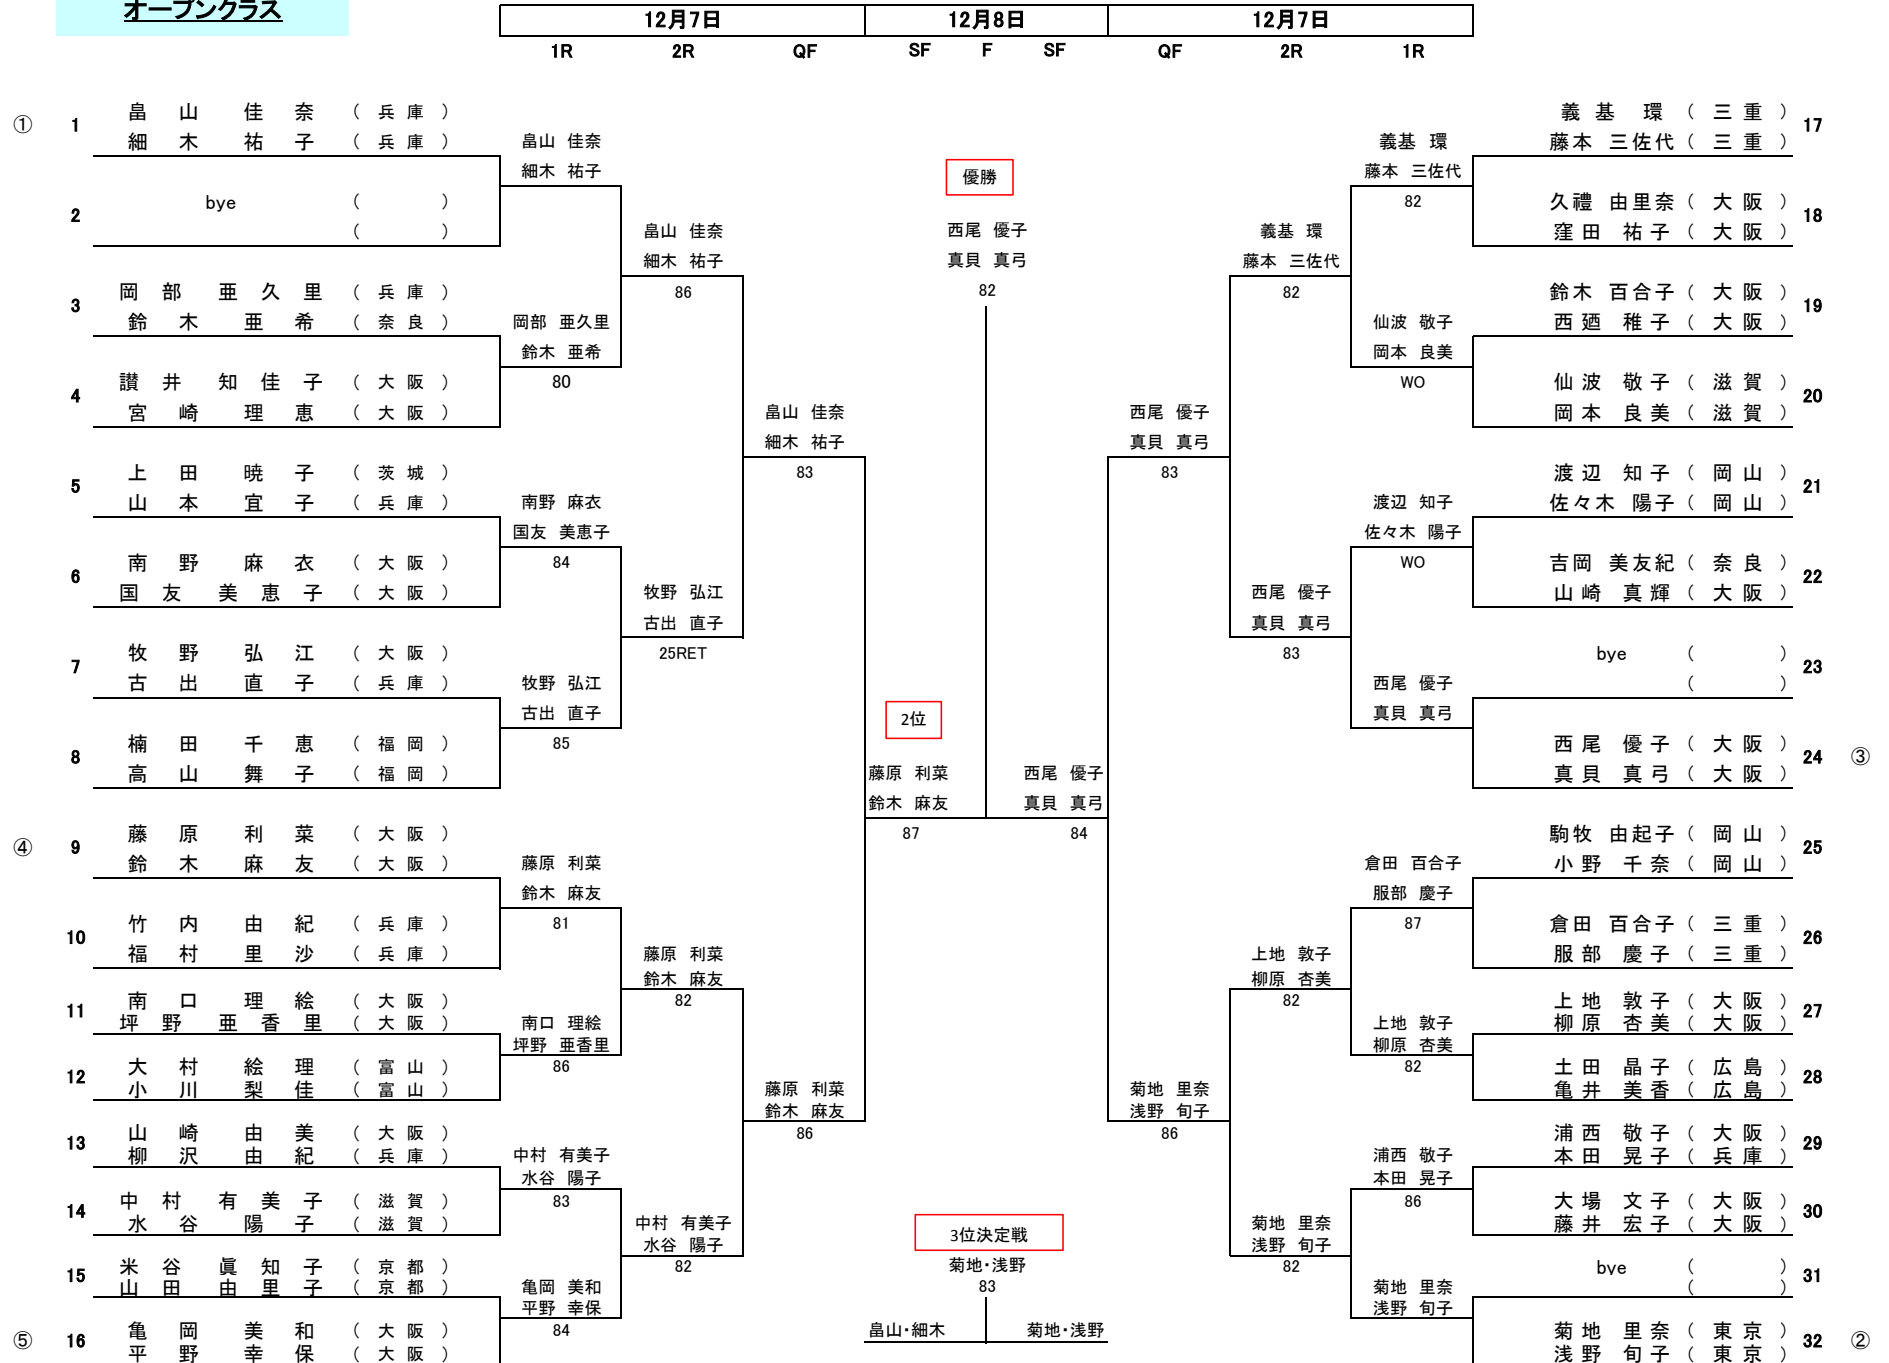 オープンクラス
12月7日 12月8日 12月7日
1R 2R QF SF F SF QF 2R 1R
① 1 畠山 佳奈 ( 兵庫 )
細木 祐子 ( 兵庫 )
2 bye ( )
( )
3 岡部 亜久里 ( 兵庫 )
鈴木 亜希 ( 奈良 )
4 讃井 知佳子 ( 大阪 )
宮崎 理恵 ( 大阪 )
5 上田 暁子 ( 茨城 )
山本 宜子 ( 兵庫 )
6 南野 麻衣 ( 大阪 )
国友 美恵子 ( 大阪 )
7 牧野 弘江 ( 大阪 )
古出 直子 ( 兵庫 )
8 楠田 千恵 ( 福岡 )
高山 舞子 ( 福岡 )
④ 9 藤原 利菜 ( 大阪 )
鈴木 麻友 ( 大阪 )
10 竹内 由紀 ( 兵庫 )
福村 里沙 ( 兵庫 )
11 南口 理絵 ( 大阪 )
坪野 亜香里 ( 大阪 )
12 大村 絵理 ( 富山 )
小川 梨佳 ( 富山 )
13 山崎 由美 ( 大阪 )
柳沢 由紀 ( 兵庫 )
14 中村 有美子 ( 滋賀 )
水谷 陽子 ( 滋賀 )
15 米谷 眞知子 ( 京都 )
山田 由里子 ( 京都 )
⑤ 16 亀岡 美和 ( 大阪 )
平野 幸保 ( 大阪 )
畠山 佳奈
細木 祐子
岡部 亜久里
鈴木 亜希
80
南野 麻衣
国友 美恵子
84
牧野 弘江
古出 直子
85
藤原 利菜
鈴木 麻友
81
南口 理絵
坪野 亜香里
86
中村 有美子
水谷 陽子
83
亀岡 美和
平野 幸保
84
畠山 佳奈
細木 祐子
86
牧野 弘江
古出 直子
25RET
藤原 利菜
鈴木 麻友
82
中村 有美子
水谷 陽子
82
畠山 佳奈
細木 祐子
83
藤原 利菜
鈴木 麻友
86
優勝
西尾 優子
真貝 真弓
82
2位
藤原 利菜
鈴木 麻友
87
西尾 優子
真貝 真弓
84
3位決定戦
菊地・浅野
83
畠山・細木 菊地・浅野
西尾 優子
真貝 真弓
83
菊地 里奈
浅野 旬子
86
義基 環
藤本 三佐代
82
西尾 優子
真貝 真弓
83
上地 敦子
柳原 杏美
82
菊地 里奈
浅野 旬子
82
義基 環
藤本 三佐代
82
仙波 敬子
岡本 良美
WO
渡辺 知子
佐々木 陽子
WO
西尾 優子
真貝 真弓
倉田 百合子
服部 慶子
87
上地 敦子
柳原 杏美
82
浦西 敬子
本田 晃子
86
菊地 里奈
浅野 旬子
義基 環 ( 三重 ) 17
藤本 三佐代 ( 三重 )
久禮 由里奈 ( 大阪 ) 18
窪田 祐子 ( 大阪 )
鈴木 百合子 ( 大阪 ) 19
西廼 稚子 ( 大阪 )
仙波 敬子 ( 滋賀 ) 20
岡本 良美 ( 滋賀 )
渡辺 知子 ( 岡山 ) 21
佐々木 陽子 ( 岡山 )
吉岡 美友紀 ( 奈良 ) 22
山崎 真輝 ( 大阪 )
bye ( ) 23
( )
西尾 優子 ( 大阪 ) 24 ③
真貝 真弓 ( 大阪 )
駒牧 由起子 ( 岡山 ) 25
小野 千奈 ( 岡山 )
倉田 百合子 ( 三重 ) 26
服部 慶子 ( 三重 )
上地 敦子 ( 大阪 ) 27
柳原 杏美 ( 大阪 )
土田 晶子 ( 広島 ) 28
亀井 美香 ( 広島 )
浦西 敬子 ( 大阪 ) 29
本田 晃子 ( 兵庫 )
大場 文子 ( 大阪 ) 30
藤井 宏子 ( 大阪 )
bye ( ) 31
( )
菊地 里奈 ( 東京 ) 32 ②
浅野 旬子 ( 東京 )